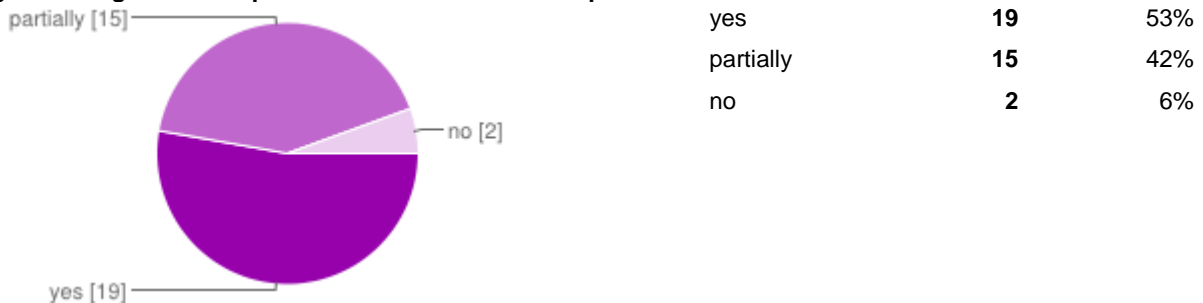 partially [15]
no [2]
yes [19]
yes 19 53%
partially 15 42%
no 2 6%